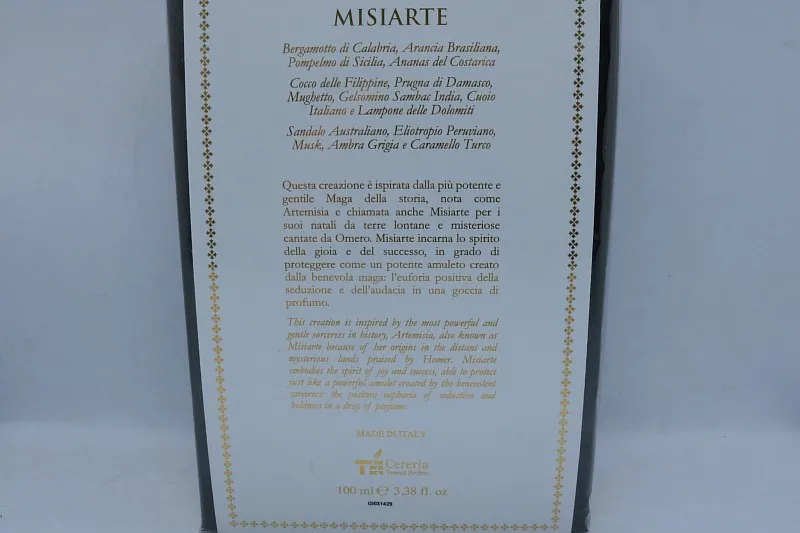 MISIARTE
Bergamotto di Calabria, Arancia Brasiliana,
Pompelmo di Sicilia, Ananas del Costarica
Cocco delle Filippine, Prugna di Damasco,
Mughetto, Gelsomino Sambac India, Cuoio
Italiano e Lampone delle Dolomiti
Sandalo Australiano, Eliotropio Peruviano,
Musk, Ambra Grigia e Caramello Turco
Questa creazione è ispirata dalla più potente e
gentile Maga della storia, nota come
Artemisia e chiamata anche Misiarte per i
suoi natali da terre lontane e misteriose
cantate da Omero. Misiarte incarna lo spirito
della gioia e del successo, in grado di
proteggere come un potente amuleto creato
dalla benevola maga: l'euforia positiva della
seduzione e dell'audacia in una goccia di
profumo.
This creation is inspired by the most powerful and
gentle sorceress in history, Artemisia, also known as
Misiarte because of her origins in the distant and
mysterious lands praised by Homer. Misiarte
embodies the spirit of joy and success, able to protect
just like a powerful amulet created by the benevolent
sorceress: the positive euphoria of seduction and
boldness in a drop of perfume.
MADE IN ITALY
Cereria
100 ml ℮ 3,38 fl. oz
GI031429